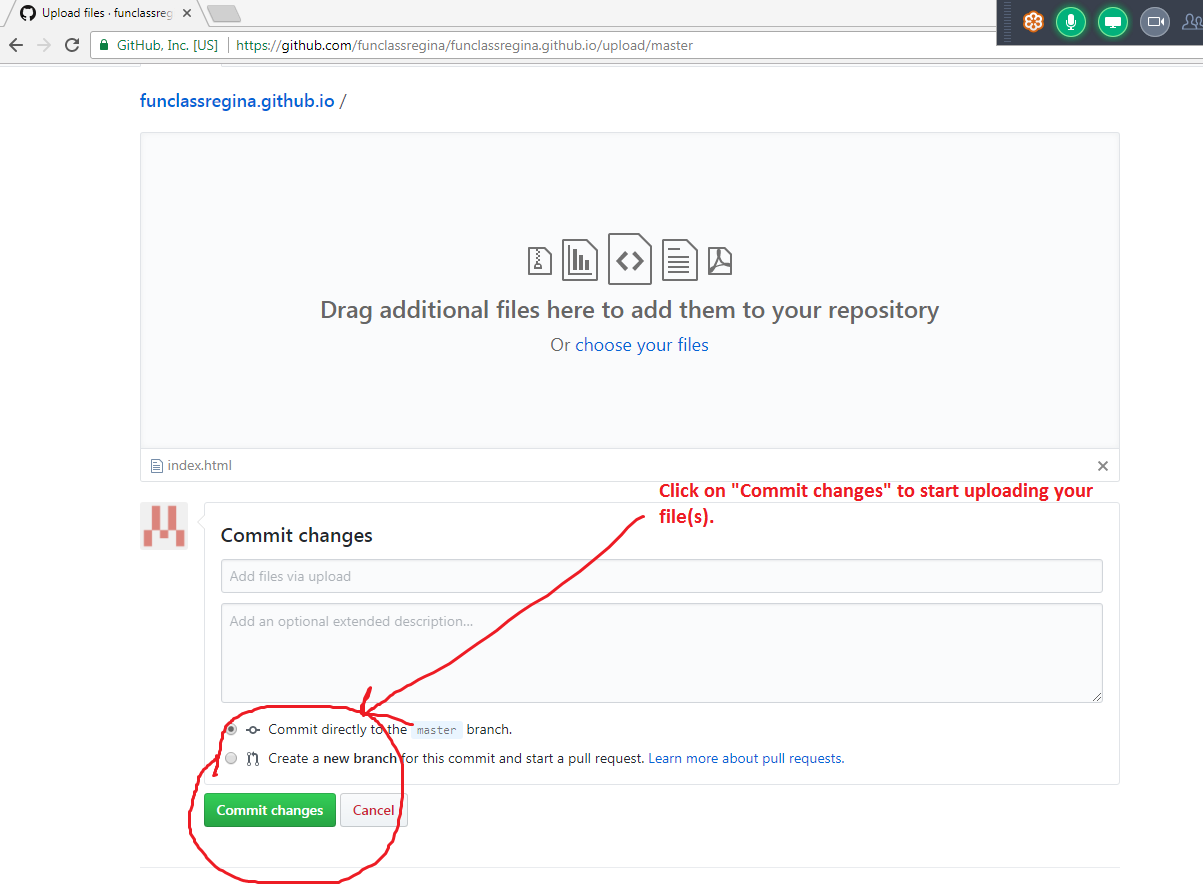 Upload files · funclassreg
GitHub, Inc. [US] https://github.com/funclassregina/funclassregina.github.io/upload/master
funclassregina.github.io /
Drag additional files here to add them to your repository
Or choose your files
index.html
Click on "Commit changes" to start uploading your
file(s).
Commit changes
Add files via upload
Add an optional extended description...
Commit directly to the master branch.
Create a new branch for this commit and start a pull request. Learn more about pull requests.
Commit changes Cancel